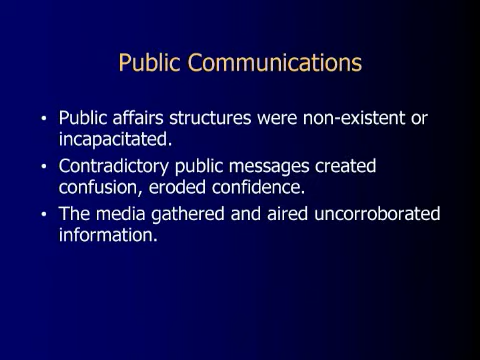 Public Communications
• Public affairs structures were non-existent or
incapacitated.
• Contradictory public messages created
confusion, eroded confidence.
• The media gathered and aired uncorroborated
information.